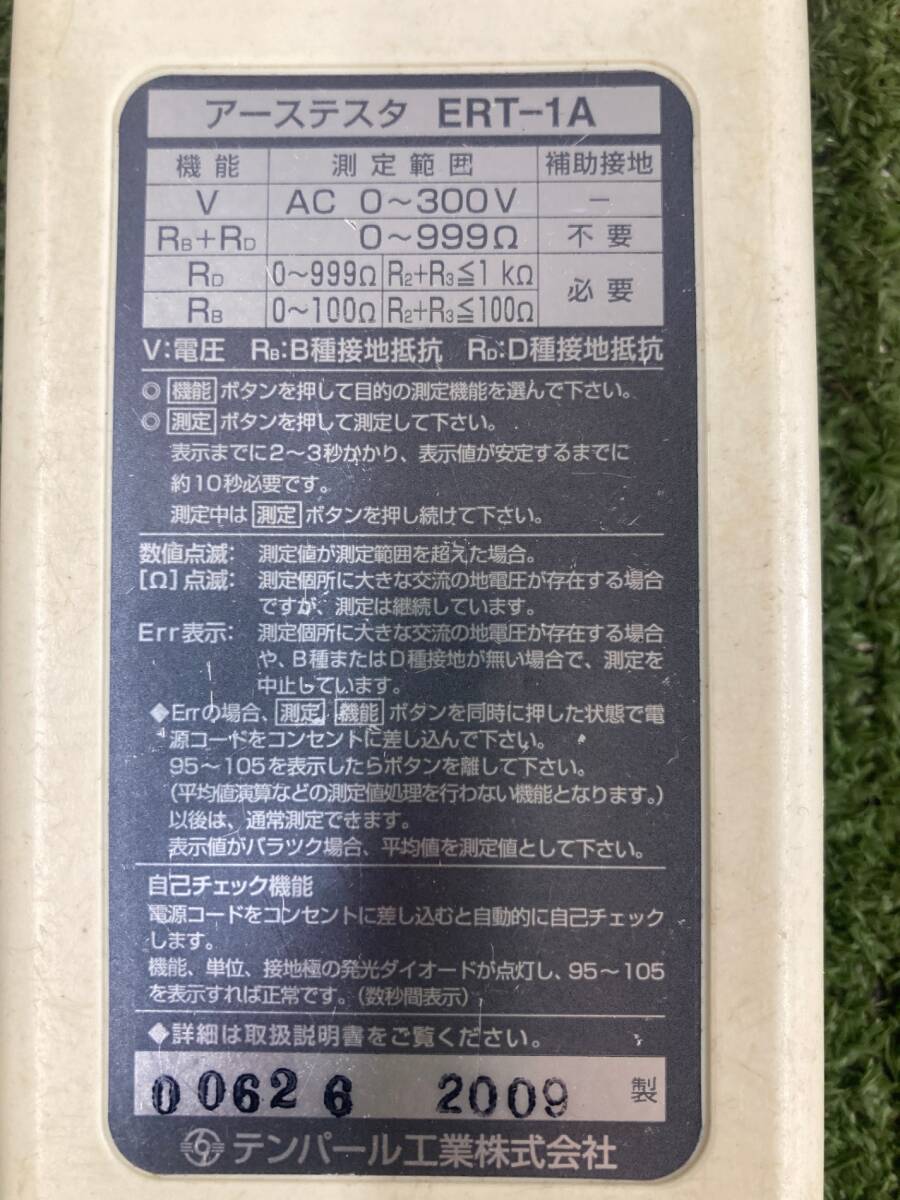 アーステスタ ERT-1A
機能 測定範囲 補助接地
V AC 0～300V －
RB+RD 0～999Ω 不要
RD 0～999Ω R2+R3≦1kΩ 必要
RB 0～100Ω R2+R3≦100Ω
V:電圧 RB:B種接地抵抗 RD:D種接地抵抗
◎ 機能 ボタンを押して目的の測定機能を選んで下さい。
◎ 測定 ボタンを押して測定して下さい。
表示までに2～3秒かかり、表示値が安定するまでに
約10秒必要です。
測定中は 測定 ボタンを押し続けて下さい。
数値点滅: 測定値が測定範囲を超えた場合。
[Ω]点滅: 測定個所に大きな交流の地電圧が存在する場合
ですが、測定は継続しています。
Err表示: 測定個所に大きな交流の地電圧が存在する場合
や、B種またはD種接地が無い場合で、測定を
中止しています。
◆Errの場合、測定 機能 ボタンを同時に押した状態で電
源コードをコンセントに差し込んで下さい。
95～105を表示したらボタンを離して下さい。
(平均値演算などの測定値処理を行わない機能となります。)
以後は、通常測定できます。
表示値がバラック場合、平均値を測定値として下さい。
自己チェック機能
電源コードをコンセントに差し込むと自動的に自己チェック
します。
機能、単位、接地極の発光ダイオードが点灯し、95～105
を表示すれば正常です。(数秒間表示)
◆詳細は取扱説明書をご覧ください。
00626 2009 製
テンパール工業株式会社